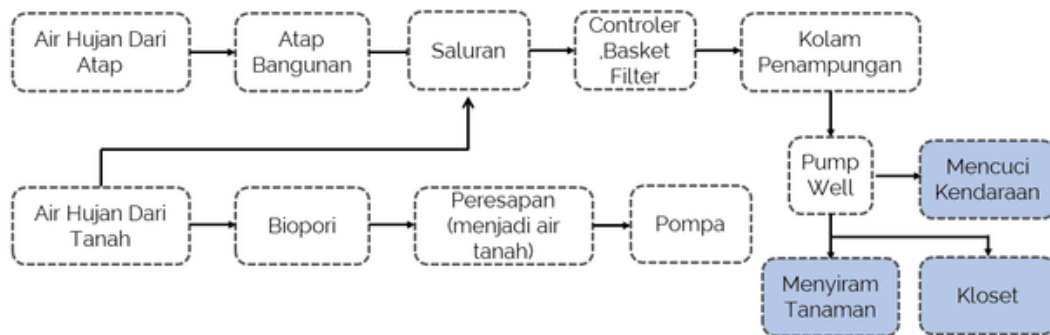 Air Hujan Dari
Atap
Atap
Bangunan
Saluran
Controler
,Basket
Filter
Kolam
Penampungan
Pump
Well
Mencuci
Kendaraan
Air Hujan Dari
Tanah
Biopori
Peresapan
(menjadi air
tanah)
Pompa
Menyiram
Tanaman
Kloset